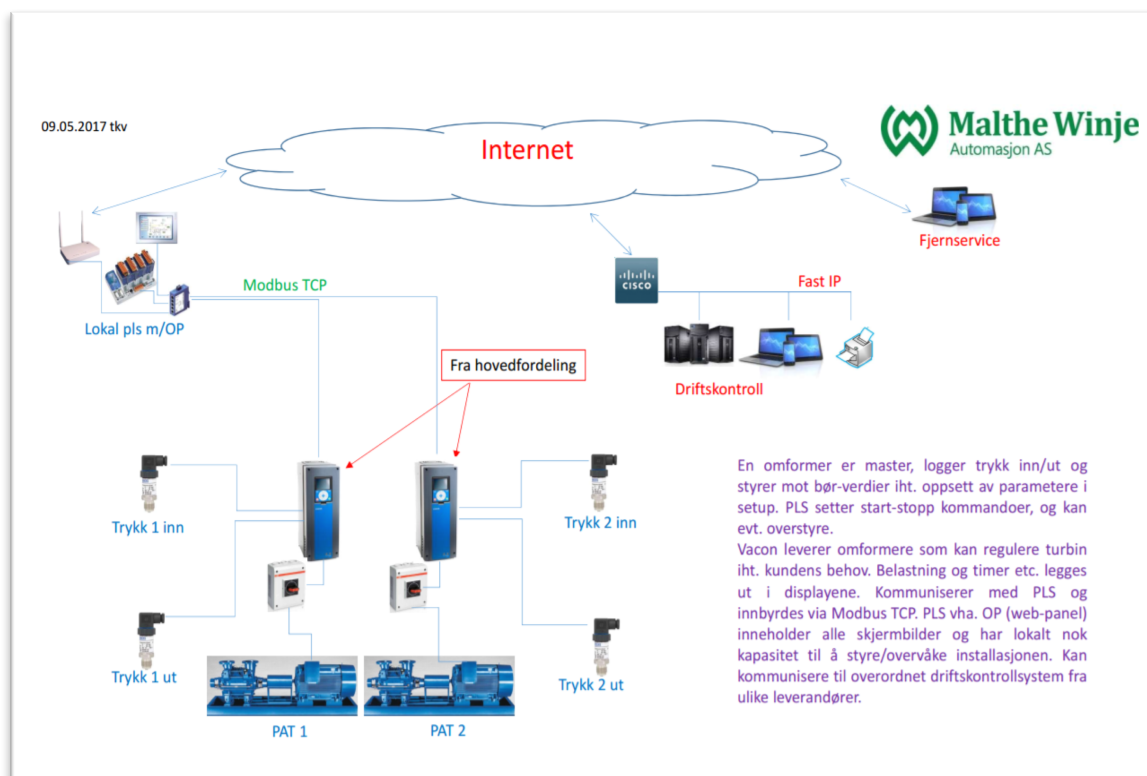 09.05.2017 tkv
Internet
Malthe Winje
Automasjon AS
Fjernservice
Modbus TCP
CISCO
Fast IP
Lokal pls m/OP
Driftskontroll
Fra hovedfordeling
Trykk 1 inn
Trykk 2 inn
Trykk 1 ut
Trykk 2 ut
PAT 1
PAT 2
En omformer er master, logger trykk inn/ut og
styrer mot bør-verdier iht. oppsett av parametere i
setup. PLS setter start-stopp kommandoer, og kan
evt. overstyre.
Vacon leverer omformere som kan regulere turbin
iht. kundens behov. Belastning og timer etc. legges
ut i displayene. Kommuniserer med PLS og
innbyrdes via Modbus TCP. PLS vha. OP (web-panel)
inneholder alle skjermbilder og har lokalt nok
kapasitet til å styre/overvåke installasjonen. Kan
kommunisere til overordnet driftskontrollsystem fra
ulike leverandører.